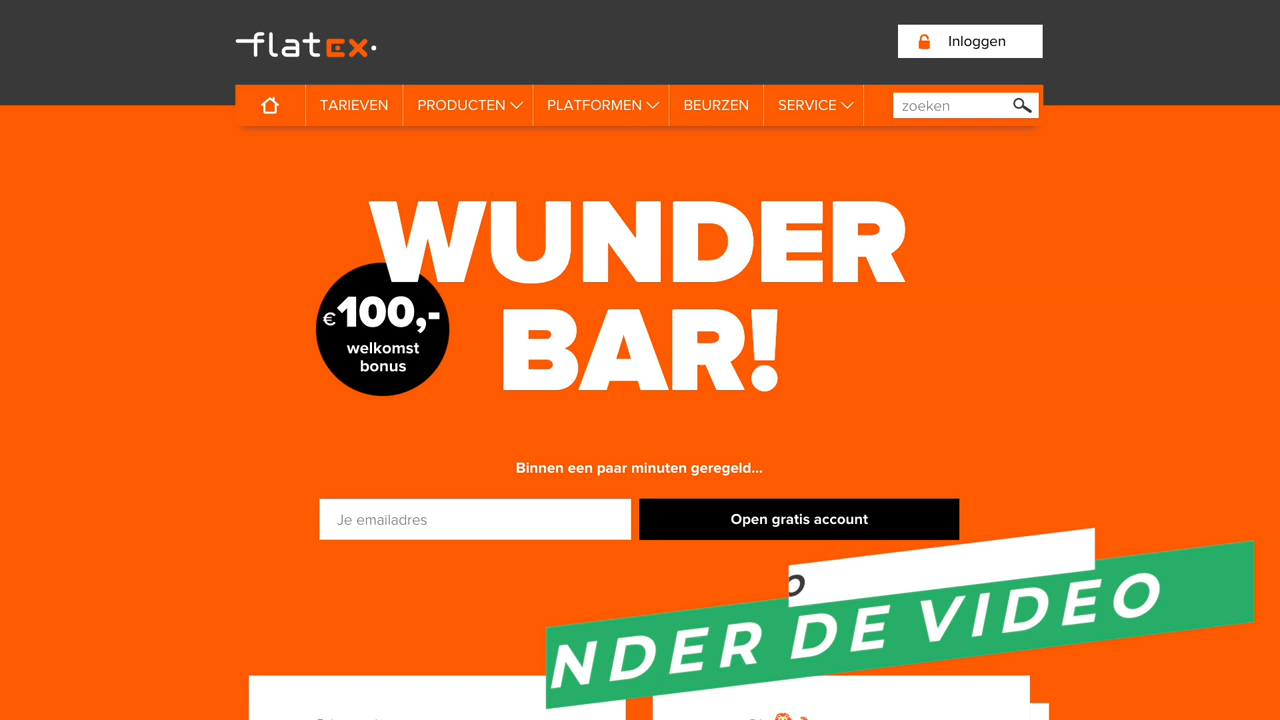 flatex
Inloggen
TARIEVEN PRODUCTEN PLATFORMEN BEURZEN SERVICE zoeken
WUNDER
BAR!
€100,-
welkomst
bonus
Binnen een paar minuten geregeld...
Je emailadres
Open gratis account
NDER DE VIDEO